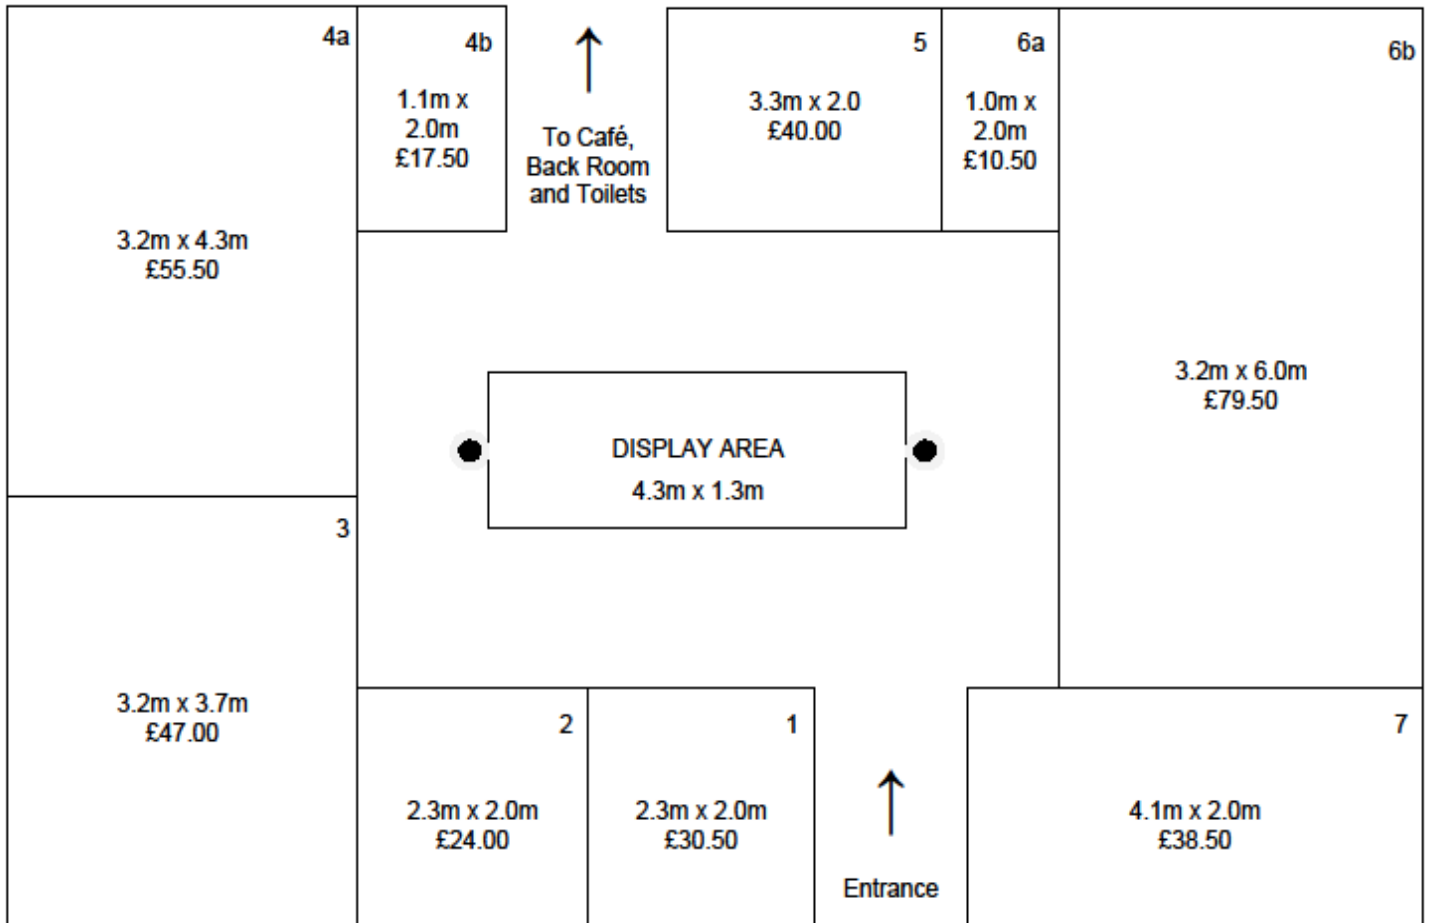 4a
3.2m x 4.3m
£55.50
4b
1.1m x
2.0m
£17.50
To Café,
Back Room
and Toilets
5
3.3m x 2.0
£40.00
6a
1.0m x
2.0m
£10.50
6b
3.2m x 6.0m
£79.50
DISPLAY AREA
4.3m x 1.3m
3
3.2m x 3.7m
£47.00
2
2.3m x 2.0m
£24.00
1
2.3m x 2.0m
£30.50
Entrance
7
4.1m x 2.0m
£38.50